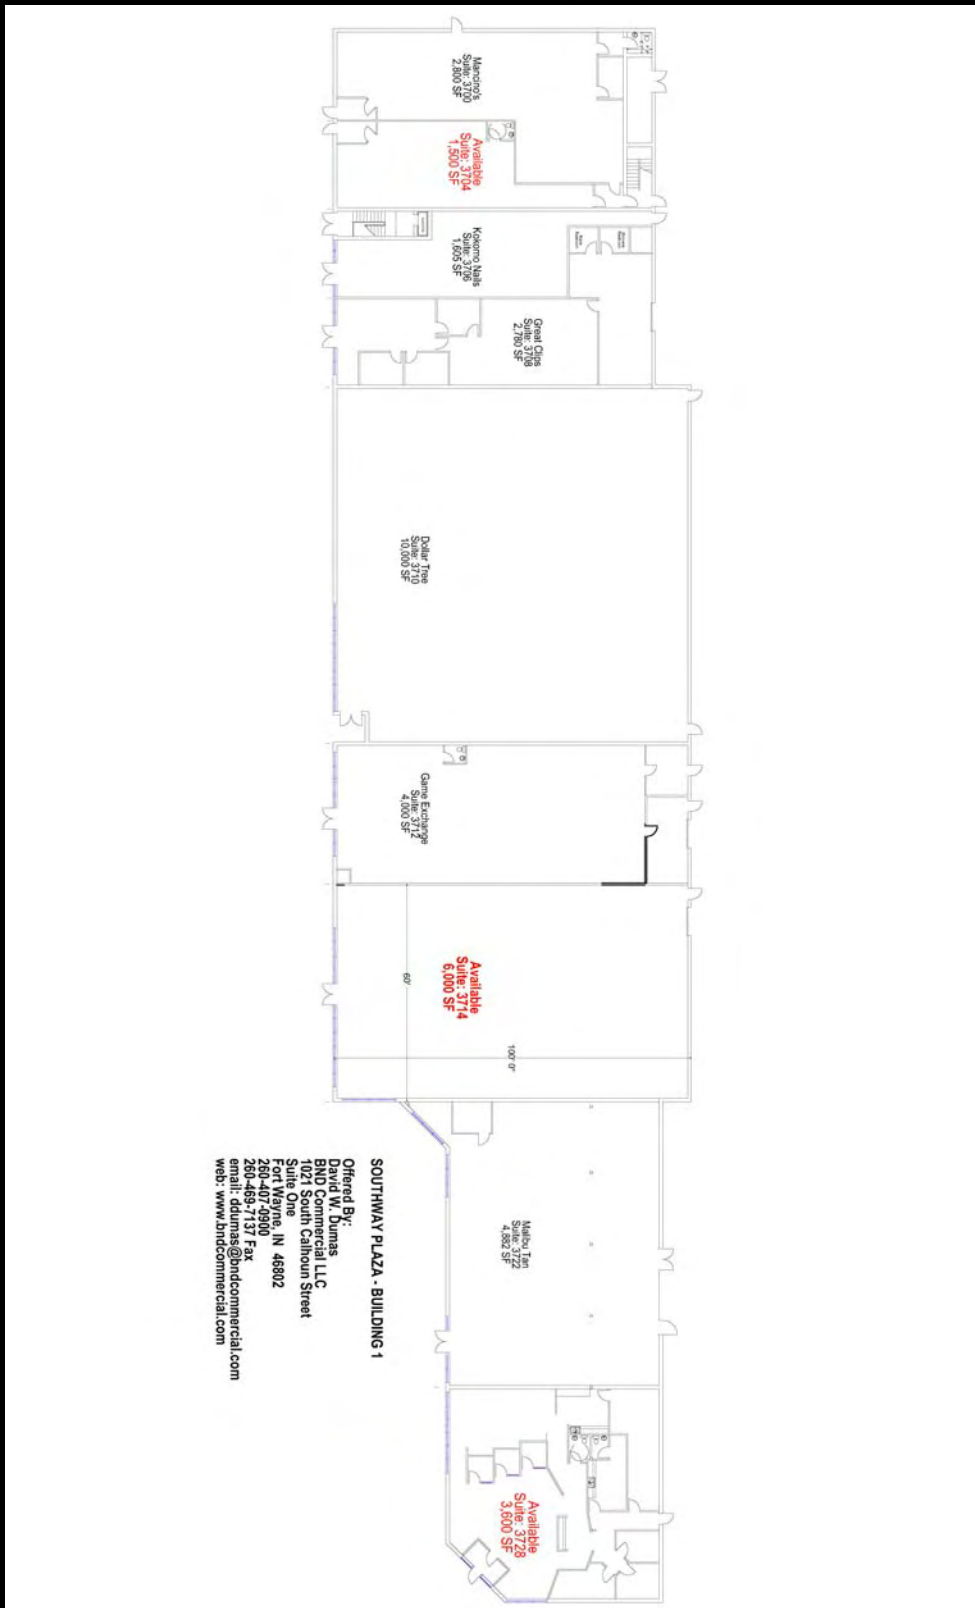 Mancino's
Suite: 3700
2,800 SF
Available
Suite: 3704
1,500 SF
Kokomo Nails
Suite: 3706
1,605 SF
Great Clips
Suite: 3708
2,780 SF
Dollar Tree
Suite: 3710
10,000 SF
Game Exchange
Suite: 3712
4,000 SF
Available
Suite: 3714
6,000 SF
60'
100' 0"
Malibu Tan
Suite: 3722
4,882 SF
Available
Suite: 3728
3,600 SF
SOUTHWAY PLAZA - BUILDING 1
Offered By:
David W. Dumas
BND Commercial LLC
1021 South Calhoun Street
Suite One
Fort Wayne, IN 46802
260-407-0900
260-469-7137 Fax
email: ddumas@bndcommercial.com
web: www.bndcommercial.com